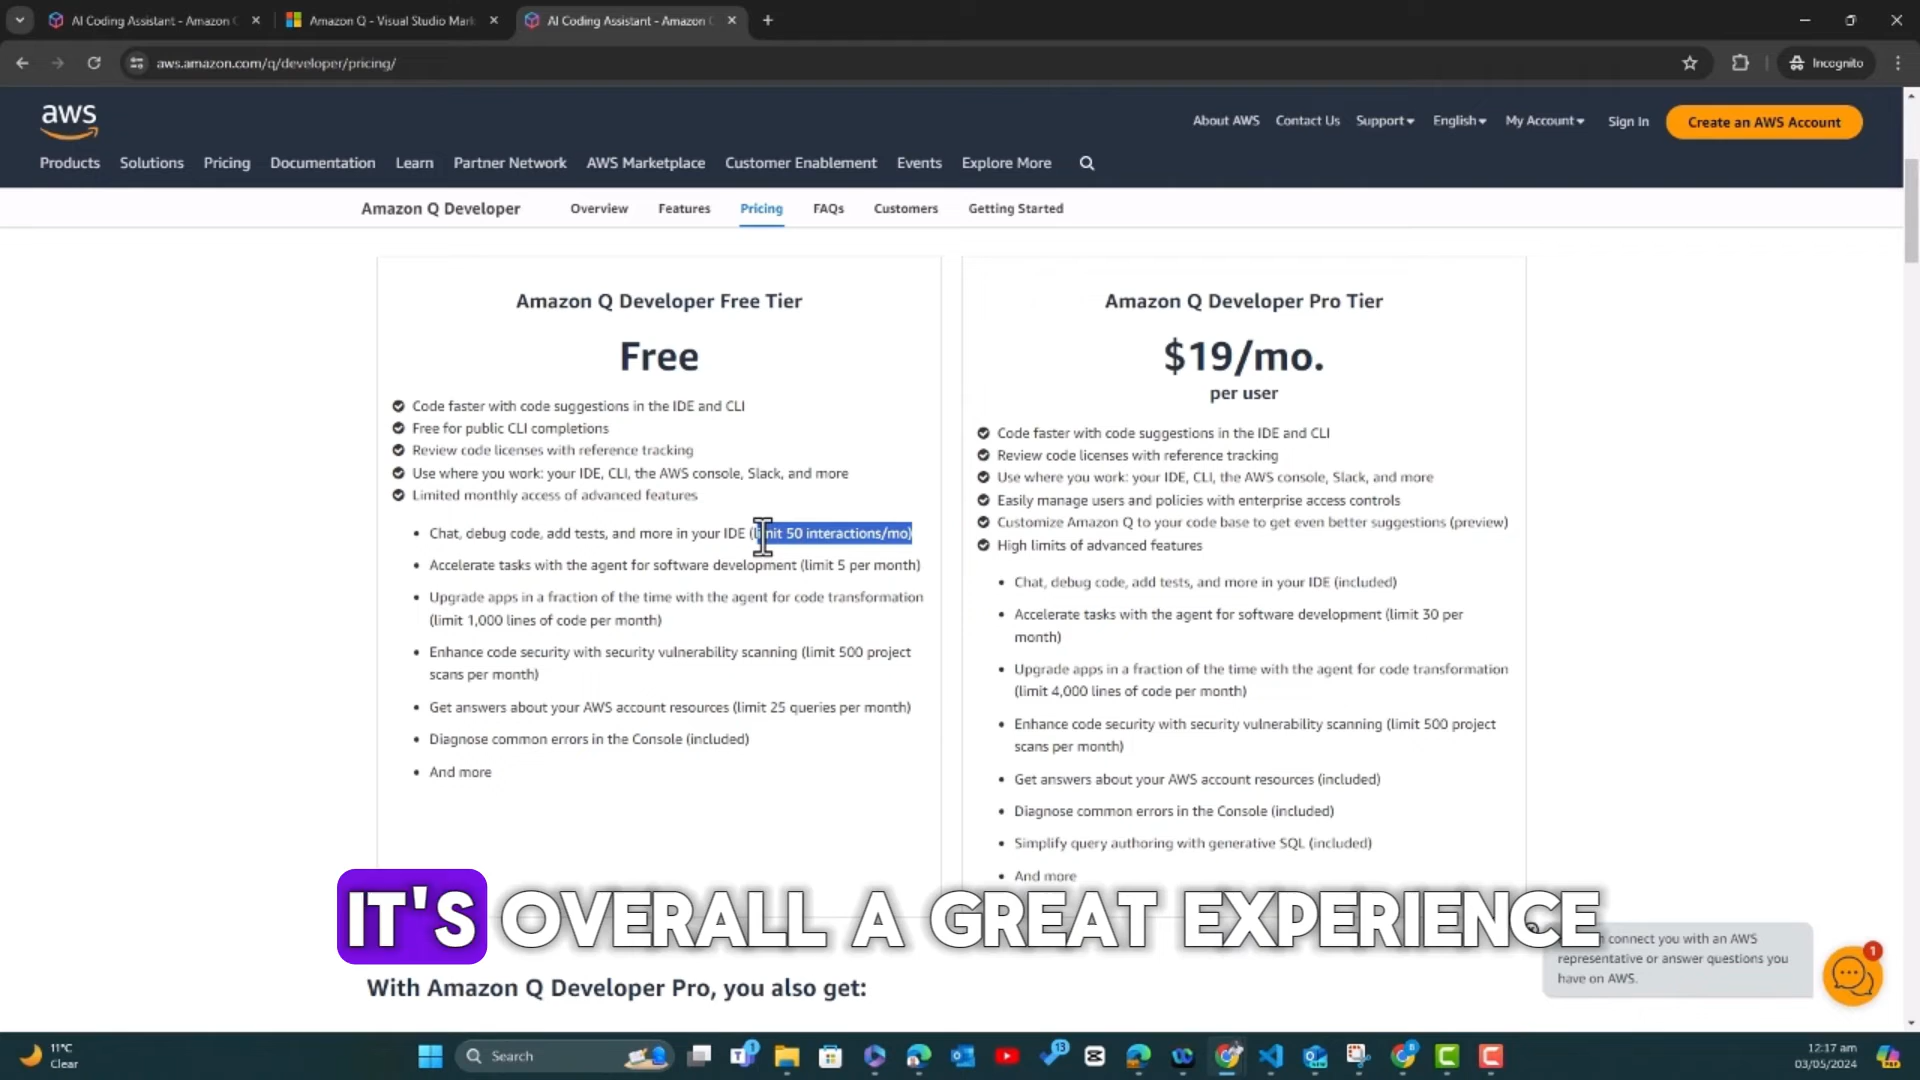 AI Coding Assistant - Amazon
Amazon Q - Visual Studio Mark
AI Coding Assistant - Amazon
aws.amazon.com/q/developer/pricing/
Incognito
aws
About AWS
Contact Us
Support
English
My Account
Sign In
Create an AWS Account
Products
Solutions
Pricing
Documentation
Learn
Partner Network
AWS Marketplace
Customer Enablement
Events
Explore More
Amazon Q Developer
Overview
Features
Pricing
FAQs
Customers
Getting Started
Amazon Q Developer Free Tier
Free
Code faster with code suggestions in the IDE and CLI
Free for public CLI completions
Review code licenses with reference tracking
Use where you work: your IDE, CLI, the AWS console, Slack, and more
Limited monthly access of advanced features
Chat, debug code, add tests, and more in your IDE (limit 50 interactions/mo)
Accelerate tasks with the agent for software development (limit 5 per month)
Upgrade apps in a fraction of the time with the agent for code transformation
(limit 1,000 lines of code per month)
Enhance code security with security vulnerability scanning (limit 500 project
scans per month)
Get answers about your AWS account resources (limit 25 queries per month)
Diagnose common errors in the Console (included)
And more
Amazon Q Developer Pro Tier
$19/mo.
per user
Code faster with code suggestions in the IDE and CLI
Review code licenses with reference tracking
Use where you work: your IDE, CLI, the AWS console, Slack, and more
Easily manage users and policies with enterprise access controls
Customize Amazon Q to your code base to get even better suggestions (preview)
High limits of advanced features
Chat, debug code, add tests, and more in your IDE (included)
Accelerate tasks with the agent for software development (limit 30 per
month)
Upgrade apps in a fraction of the time with the agent for code transformation
(limit 4,000 lines of code per month)
Enhance code security with security vulnerability scanning (limit 500 project
scans per month)
Get answers about your AWS account resources (included)
Diagnose common errors in the Console (included)
Simplify query authoring with generative SQL (included)
And more
IT'S OVERALL A GREAT EXPERIENCE
connect you with an AWS
representative or answer questions you
have on AWS.
1
With Amazon Q Developer Pro, you also get:
11°C
Clear
Search
1
13
12:17 am
03/05/2024